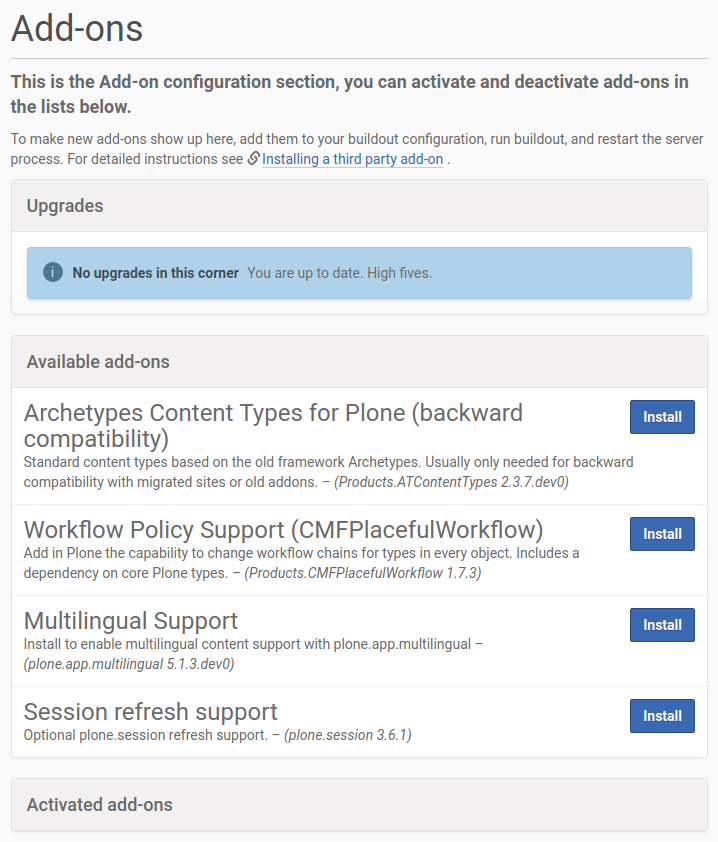 Add-ons
This is the Add-on configuration section, you can activate and deactivate add-ons in
the lists below.
To make new add-ons show up here, add them to your buildout configuration, run buildout, and restart the server
process. For detailed instructions see Installing a third party add-on .
Upgrades
No upgrades in this corner You are up to date. High fives.
Available add-ons
Archetypes Content Types for Plone (backward
compatibility)
Install
Standard content types based on the old framework Archetypes. Usually only needed for backward
compatibility with migrated sites or old addons. – (Products.ATContentTypes 2.3.7.dev0)
Workflow Policy Support (CMFPlacefulWorkflow)
Install
Add in Plone the capability to change workflow chains for types in every object. Includes a
dependency on core Plone types. – (Products.CMFPlacefulWorkflow 1.7.3)
Multilingual Support
Install
Install to enable multilingual content support with plone.app.multilingual –
(plone.app.multilingual 5.1.3.dev0)
Session refresh support
Install
Optional plone.session refresh support. – (plone.session 3.6.1)
Activated add-ons